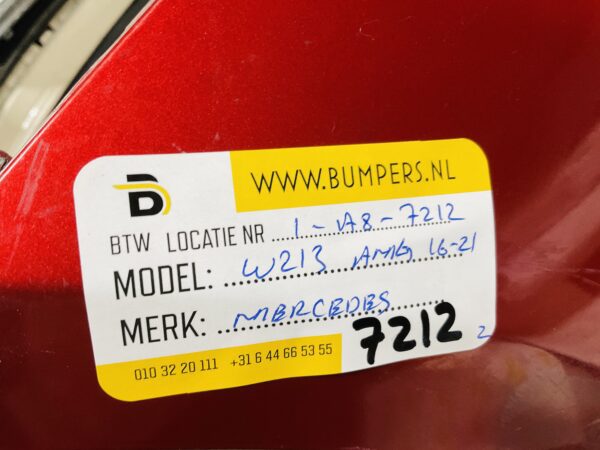 WWW.BUMPERS.NL
BTW LOCATIE NR 1-A8-7212
MODEL: W213 AMG 16-21
MERK: MERCEDES
7212 2
010 32 20 111 +31 6 44 66 53 55